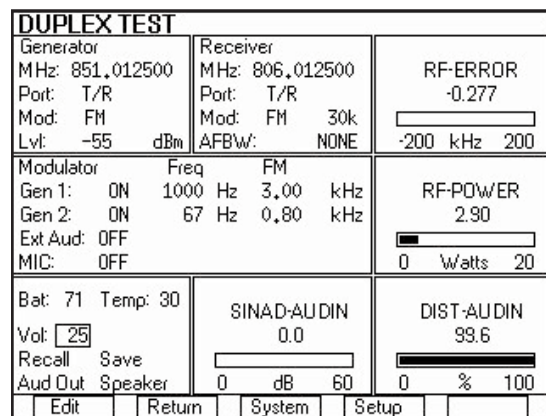 DUPLEX TEST
Generator
MHz: 851.012500
Port: T/R
Mod: FM
Lvl: -55 dBm
Receiver
MHz: 806.012500
Port: T/R
Mod: FM 30k
AFBW: NONE
RF-ERROR
-0.277
-200 kHz 200
Modulator Freq FM
Gen 1: ON 1000 Hz 3.00 kHz
Gen 2: ON 67 Hz 0.80 kHz
Ext Aud: OFF
MIC: OFF
RF-POWER
2.90
0 Watts 20
Bat: 71 Temp: 30
Vol: 25
Recall Save
Aud Out Speaker
SINAD-AUDIN
0.0
0 dB 60
DIST-AUDIN
99.6
0 % 100
Edit Return System Setup